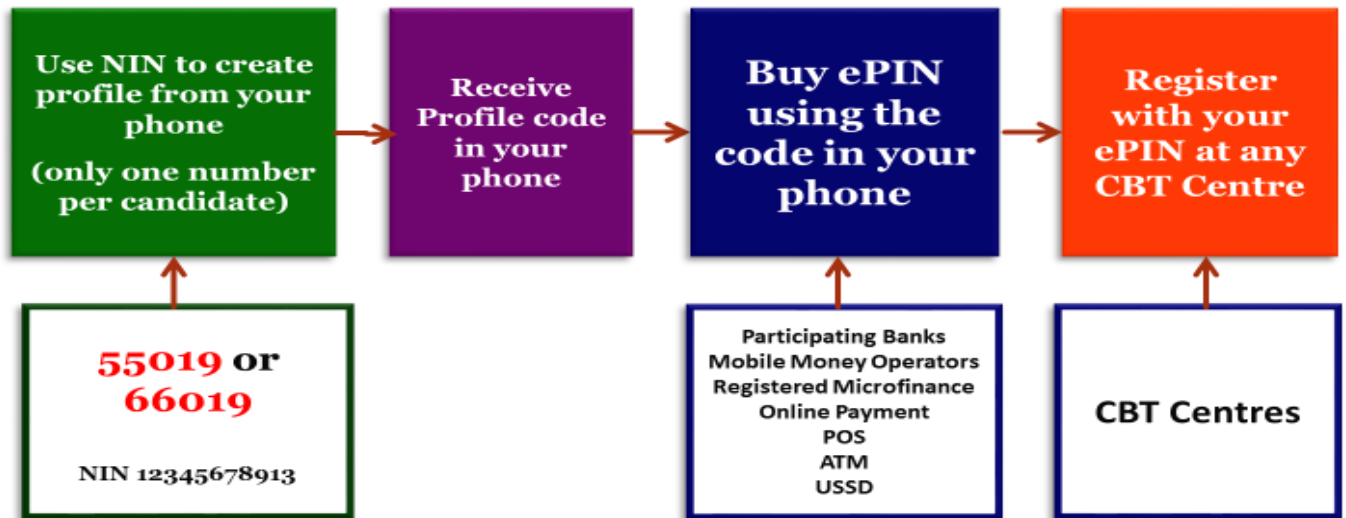 Use NIN to create
profile from your
phone
(only one number
per candidate)
Receive
Profile code
in your
phone
Buy ePIN
using the
code in your
phone
Register
with your
ePIN at any
CBT Centre
55019 or
66019
NIN 12345678913
Participating Banks
Mobile Money Operators
Registered Microfinance
Online Payment
POS
ATM
USSD
CBT Centres